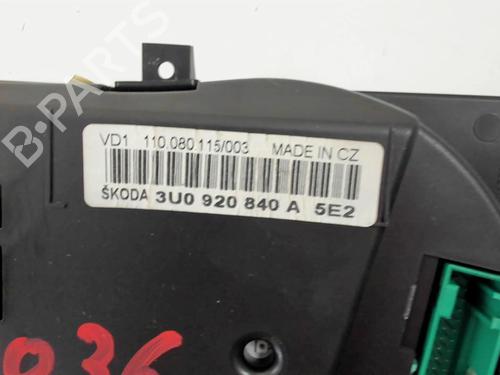 B-PARTS
VD1 110.080.115/003 MADE IN CZ
ŠKODA 3U0 920 840 A 5E2
036